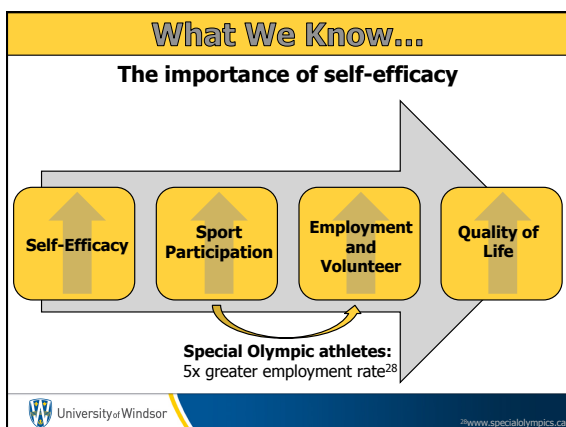 What We Know...
The importance of self-efficacy
Self-Efficacy
Sport
Participation
Employment
and
Volunteer
Quality of
Life
Special Olympic athletes:
5x greater employment rate28
University of Windsor
28www.specialolympics.ca